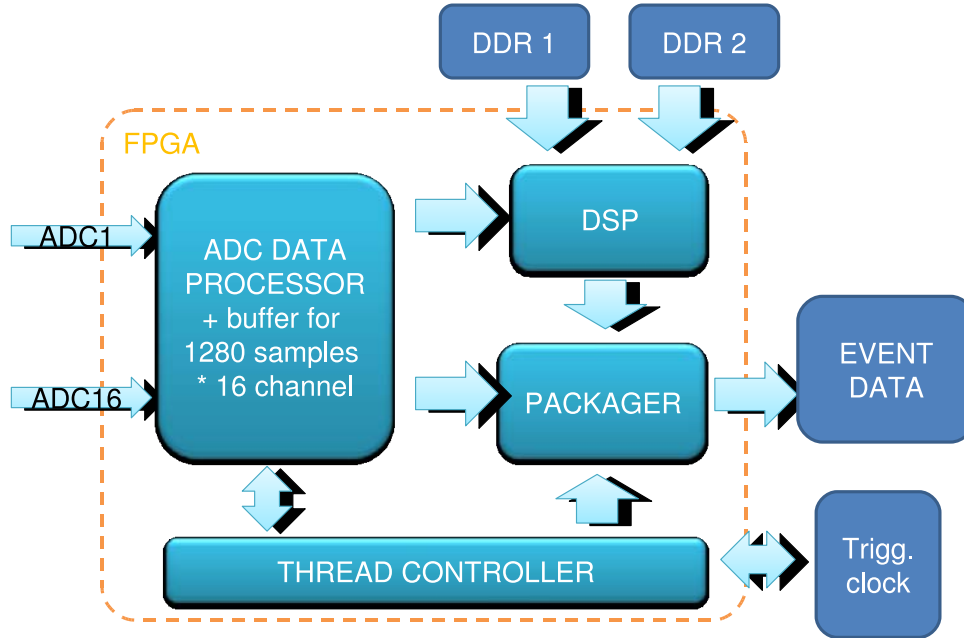 DDR 1
DDR 2
FPGA
ADC1
ADC DATA
PROCESSOR
+ buffer for
1280 samples
* 16 channel
DSP
ADC16
PACKAGER
EVENT
DATA
THREAD CONTROLLER
Trigg.
clock